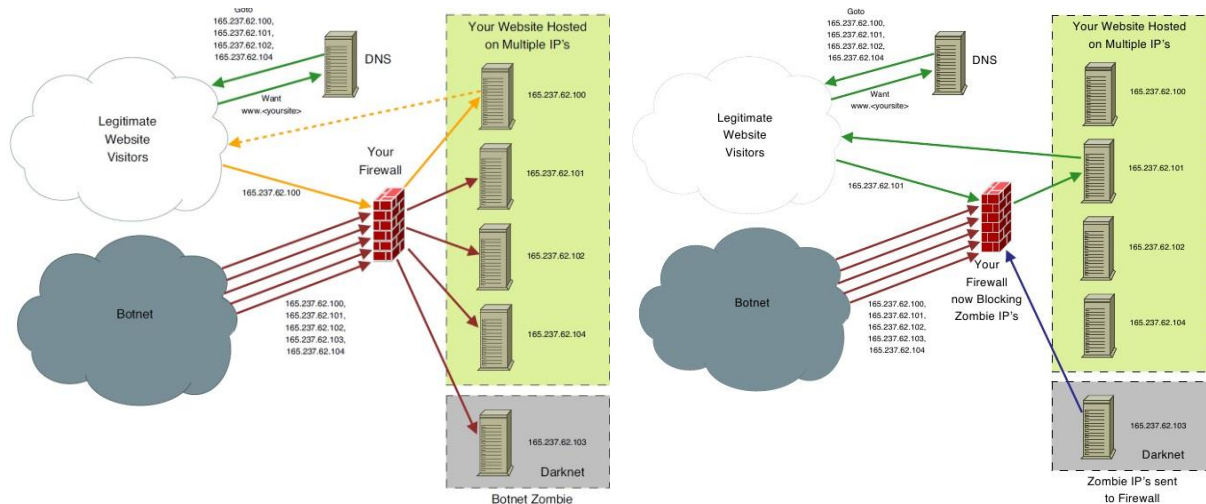 Goto
165.237.62.100,
165.237.62.101,
165.237.62.102,
165.237.62.104
DNS
Want
www.<yoursite>
Legitimate
Website
Visitors
Your
Firewall
165.237.62.100
Botnet
165.237.62.100,
165.237.62.101,
165.237.62.102,
165.237.62.103,
165.237.62.104
Your Website Hosted
on Multiple IP's
165.237.62.100
165.237.62.101
165.237.62.102
165.237.62.104
165.237.62.103
Darknet
Botnet Zombie
Goto
165.237.62.100,
165.237.62.101,
165.237.62.102,
165.237.62.104
DNS
Want
www.<yoursite>
Legitimate
Website
Visitors
165.237.62.101
Your
Firewall
now Blocking
Zombie IP's
Botnet
165.237.62.100,
165.237.62.101,
165.237.62.102,
165.237.62.103,
165.237.62.104
Your Website Hosted
on Multiple IP's
165.237.62.100
165.237.62.101
165.237.62.102
165.237.62.104
165.237.62.103
Darknet
Zombie IP's sent
to Firewall